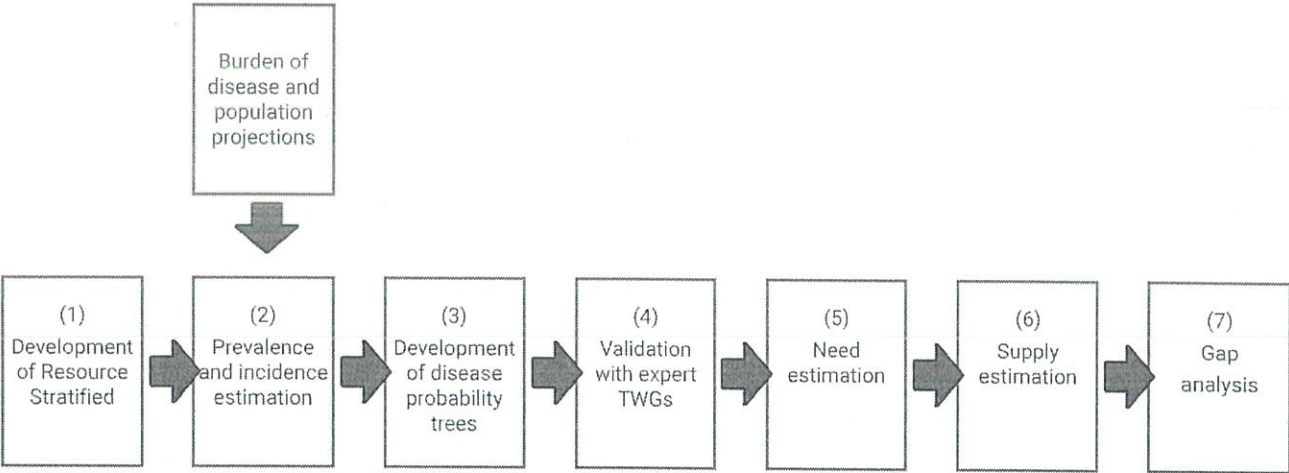 Burden of
disease and
population
projections
(1)
Development
of Resource
Stratified
(2)
Prevalence
and incidence
estimation
(3)
Development
of disease
probability
trees
(4)
Validation
with expert
TWGs
(5)
Need
estimation
(6)
Supply
estimation
(7)
Gap
analysis